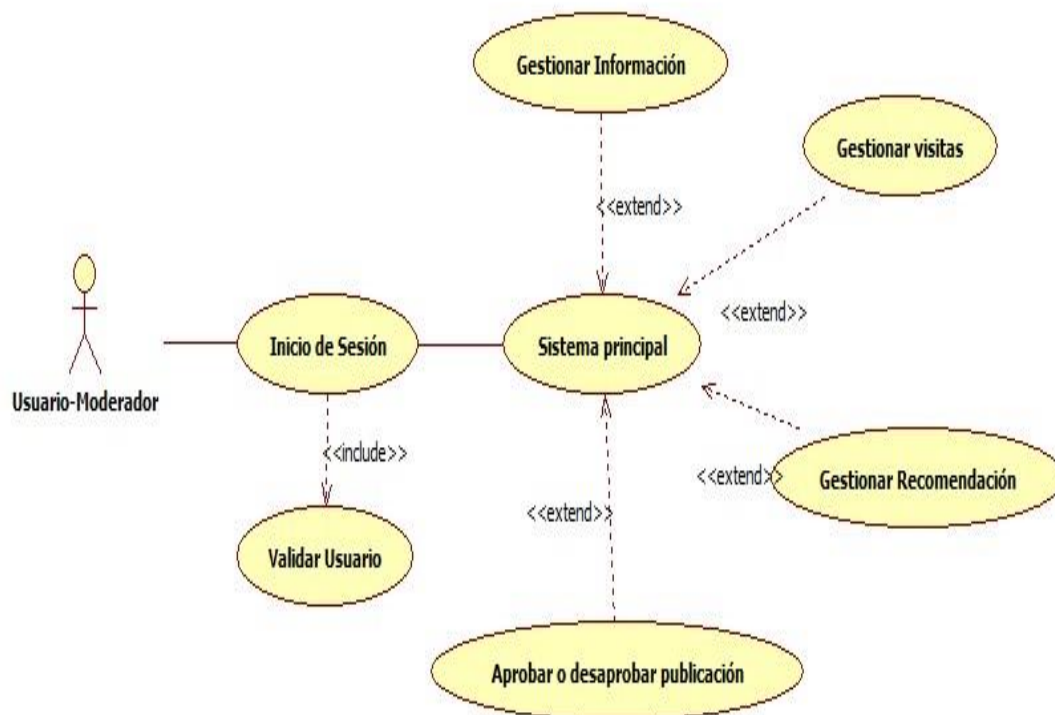 Gestionar Información
Gestionar visitas
<<extend>>
<<extend>>
Usuario-Moderador
Inicio de Sesión
Sistema principal
<<include>>
<<extend>>
Gestionar Recomendación
<<extend>>
Validar Usuario
Aprobar o desaprobar publicación